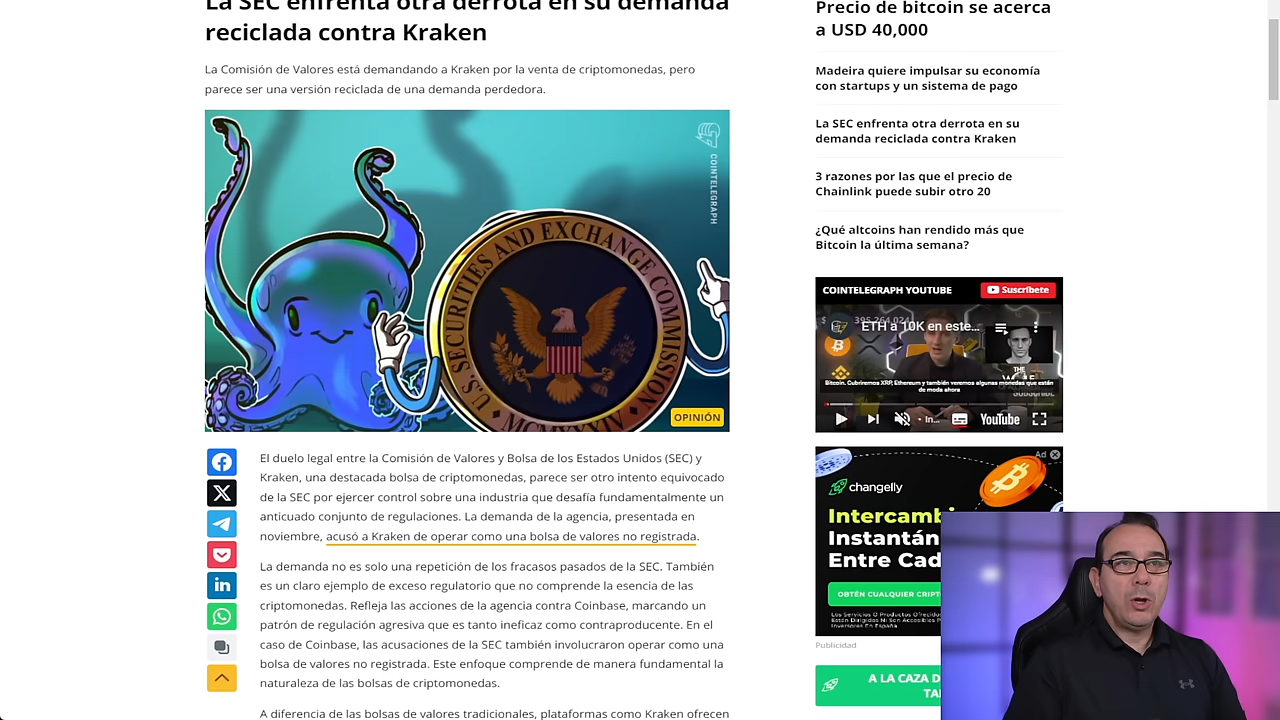 La SEC enfrenta otra derrota en su demanda
reciclada contra Kraken
La Comisión de Valores está demandando a Kraken por la venta de criptomonedas, pero
parece ser una versión reciclada de una demanda perdedora.
COINTELEGRAPH
SECURITIES AND EXCHANGE COMMISSION
OPINIÓN
El duelo legal entre la Comisión de Valores y Bolsa de los Estados Unidos (SEC) y
Kraken, una destacada bolsa de criptomonedas, parece ser otro intento equivocado
de la SEC por ejercer control sobre una industria que desafía fundamentalmente un
anticuado conjunto de regulaciones. La demanda de la agencia, presentada en
noviembre, acusó a Kraken de operar como una bolsa de valores no registrada.
La demanda no es solo una repetición de los fracasos pasados de la SEC. También
es un claro ejemplo de exceso regulatorio que no comprende la esencia de las
criptomonedas. Refleja las acciones de la agencia contra Coinbase, marcando un
patrón de regulación agresiva que es tanto ineficaz como contraproducente. En el
caso de Coinbase, las acusaciones de la SEC también involucraron operar como una
bolsa de valores no registrada. Este enfoque comprende de manera fundamental la
naturaleza de las bolsas de criptomonedas.
A diferencia de las bolsas de valores tradicionales, plataformas como Kraken ofrecen
Precio de bitcoin se acerca
a USD 40,000
Madeira quiere impulsar su economía
con startups y un sistema de pago
La SEC enfrenta otra derrota en su
demanda reciclada contra Kraken
3 razones por las que el precio de
Chainlink puede subir otro 20
¿Qué altcoins han rendido más que
Bitcoin la última semana?
COINTELEGRAPH YOUTUBE
Suscríbete
$ 395,264,024
ETH a 10K en este...
THE
Bitcoin. Cubriremos XRP, Ethereum y también veremos algunas monedas que están
de moda ahora
• In...
YouTube
Ad
changelly
Intercambi
Instantán
Entre Cad
OBTÉN CUALQUIER CRIPT
Los Servicios O Productos Ofrecido
Están Dirigidos Ni Son Accesibles P
Inversores En España
Publicidad
A LA CAZA D
TA